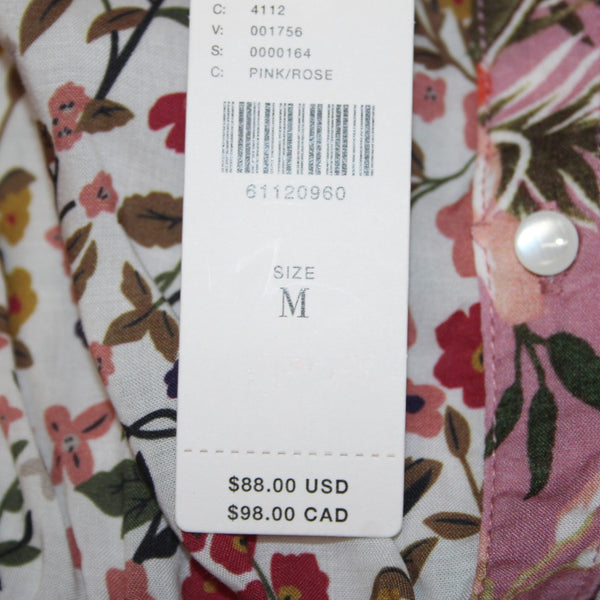 C: 4112
V: 001756
S: 0000164
C: PINK/ROSE
61120960
SIZE
M
$88.00 USD
$98.00 CAD